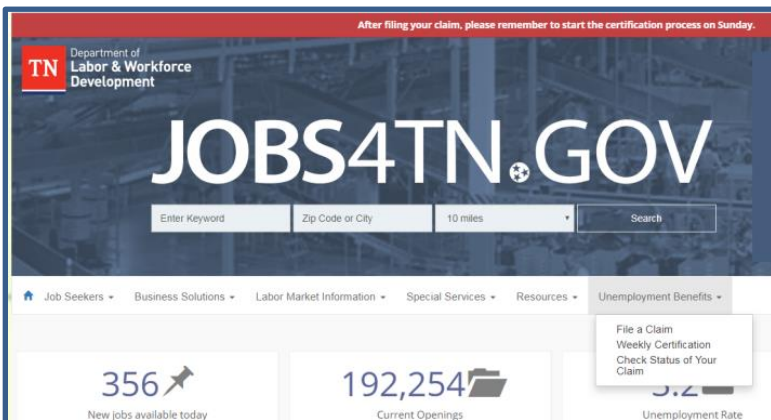 After filing your claim, please remember to start the certification process on Sunday.
TN
Department of
Labor & Workforce
Development
JOBS4TN.GOV
Enter Keyword
Zip Code or City
10 miles
Search
Job Seekers
Business Solutions
Labor Market Information
Special Services
Resources
Unemployment Benefits
File a Claim
Weekly Certification
Check Status of Your
Claim
356
New jobs available today
192,254
Current Openings
Unemployment Rate